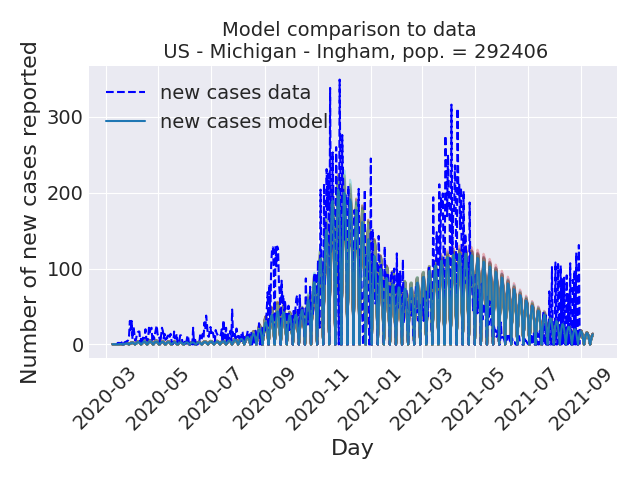 Model comparison to data
US - Michigan - Ingham, pop. = 292406
Number of new cases reported
300
200
100
0
new cases data
new cases model
2020-03
2020-05
2020-07
2020-09
2020-11
2021-01
2021-03
2021-05
2021-07
2021-09
Day